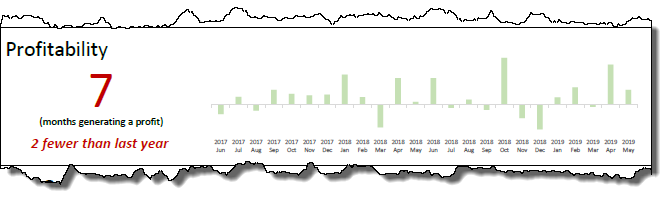 Profitability
7
(months generating a profit)
2 fewer than last year
2017 2017 2017 2017 2017 2017 2017 2018 2018 2018 2018 2018 2018 2018 2018 2018 2018 2018 2018 2019 2019 2019 2019 2019
Jun Jul Aug Sep Oct Nov Dec Jan Feb Mar Apr May Jun Jul Aug Sep Oct Nov Dec Jan Feb Mar Apr May